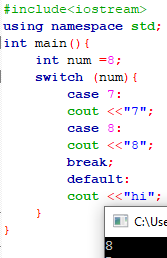 #include<iostream>
using namespace std;
int main(){
int num =8;
switch (num){
case 7:
cout <<"7";
case 8:
cout <<"8";
break;
default:
cout <<"hi";
}
}
C:\Use
8